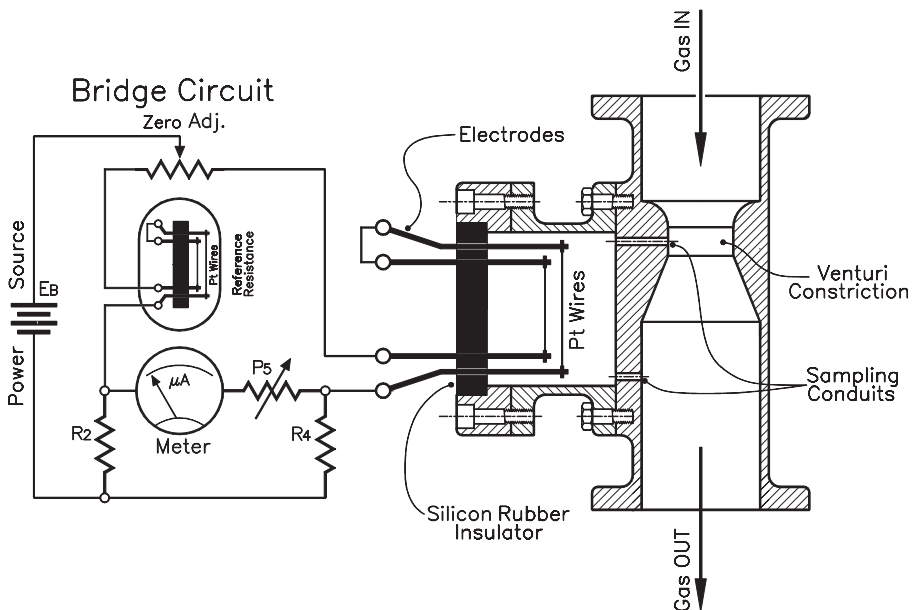 Bridge Circuit
Zero Adj.
Electrodes
Gas IN
Power Source
EB
Pt Wires
Reference
Resistance
Pt Wires
Venturi
Constriction
µA
P5
Meter
R2
R4
Sampling
Conduits
Silicon Rubber
Insulator
Gas OUT